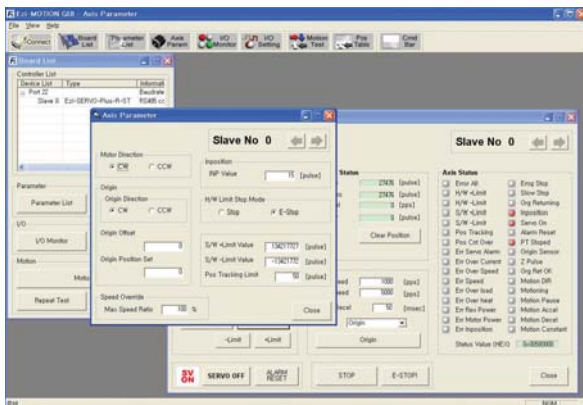 Ezi-MOTION GUI - Axis Parameter
File View Help
Connect
Board List
Parameter List
Axis Param
I/O Monitor
I/O Setting
Motion Test
Pos Table
Cmd Bar
Board List
Controller List
Device List Type Informati
Port 22 Baudrate
Slave 0 Ezi-SERVO-Plus-R-ST RS485 cc
Parameter
Parameter List
I/O
I/O Monitor
Motion
Repeat Test
Axis Parameter
Slave No 0
Motor Direction
CW CCW
Origin
Origin Direction
CW CCW
Origin Offset 0
Origin Position Set 0
Speed Override
Max Speed Ratio 100 %
Inposition
INP Value 15 [pulse]
H/W Limit Stop Mode
Stop E-Stop
S/W +Limit Value 134217727 [pulse]
S/W -Limit Value [pulse]
Pos Tracking Limit [pulse]
Close
Slave No 0
Status
27476 [pulse]
27476 [pulse]
0 [pps]
[pulse]
Clear Position
1000 [pps]
5000 [pps]
50 [msec]
Origin
-Limit +Limit Origin
SV ON
SERVO OFF
ALARM RESET
STOP
E-STOP!
Axis Status
Error All
H/W +Limit
H/W -Limit
S/W +Limit
S/W -Limit
Pos Tracking
Pos Cnt Over
Err Servo Alarm
Err Over Current
Err Over Speed
Err Speed
Err Over load
Err Over heat
Err Rev Power
Err Motor Power
Err Inposition
Emg Stop
Slow Stop
Org Returning
Inposition
Servo On
Alarm Reset
PT Stoped
Origin Sensor
Z Pulse
Org Ret OK
Motion DIR
Motioning
Motion Pause
Motion Accel
Motion Decel
Motion Constant
Status Value (HEX)
Close
NUM